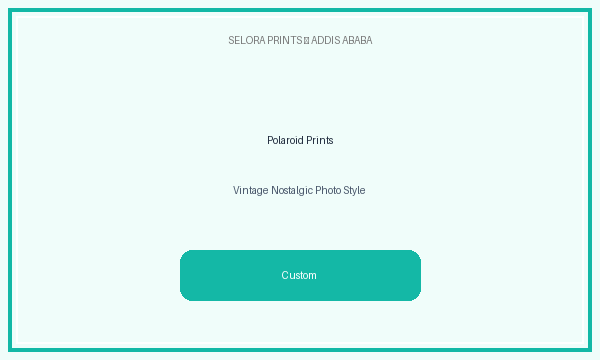 SELORA PRINTS ▯ ADDIS ABABA
Polaroid Prints
Vintage Nostalgic Photo Style
Custom